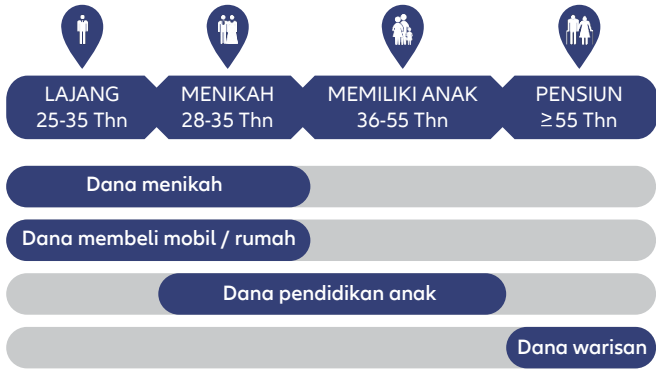 LAJANG
25-35 Thn
MENIKAH
28-35 Thn
MEMILIKI ANAK
36-55 Thn
PENSIUN
≥55 Thn
Dana menikah
Dana membeli mobil / rumah
Dana pendidikan anak
Dana warisan